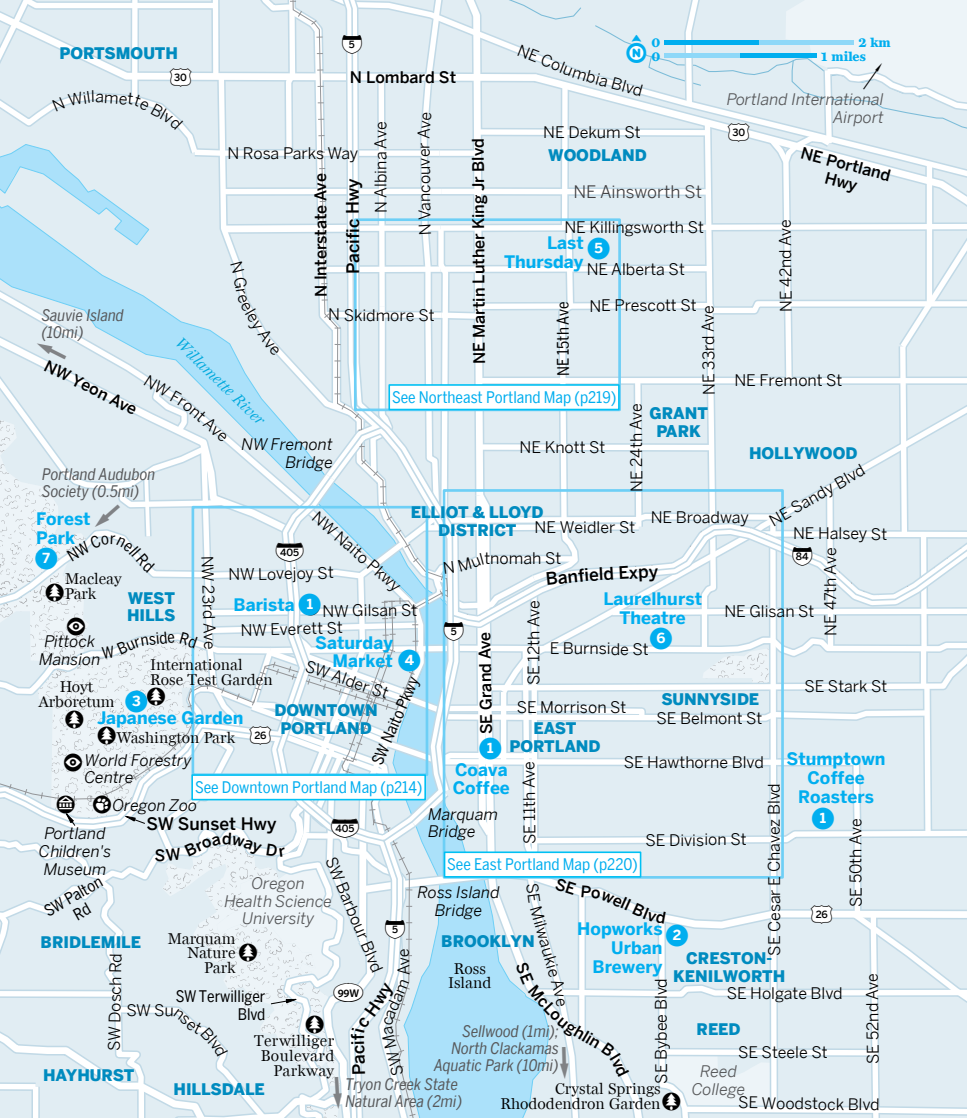 PORTSMOUTH
5
0 2 km
N
0 1 miles
30
N Lombard St
NE Columbia Blvd
N Willamette Blvd
Portland International
Airport
N Rosa Parks Way
N Albina Ave
N Vancouver Ave
NE Dekum St
30
WOODLAND
NE Portland
Hwy
N Interstate Ave
Pacific Hwy
NE Martin Luther King Jr Blvd
NE Ainsworth St
NE Killingsworth St
Last
Thursday
5
NE Alberta St
NE 42nd Ave
N Greeley Ave
N Skidmore St
NE Prescott St
NE 15th Ave
NE 33rd Ave
Sauvie Island
(10mi)
Willamette River
NW Yeon Ave
NW Front Ave
See Northeast Portland Map (p219)
NE Fremont St
GRANT
PARK
NW Fremont
Bridge
NE Knott St
NE 24th Ave
HOLLYWOOD
Portland Audubon
Society (0.5mi)
NE Sandy Blvd
Forest
Park
7
NW Cornell Rd
NW Naito Pkwy
ELLIOT & LLOYD
DISTRICT
NE Weidler St
NE Broadway
NE Halsey St
405
N Multnomah St
84
NW 23rd Ave
NW Lovejoy St
Banfield Expy
NE 47th Ave
Macleay
Park
WEST
HILLS
Barista
1
NW Gilsan St
Laurelhurst
Theatre
6
NE Glisan St
NW Everett St
5
SE 12th Ave
Pittock
Mansion
W Burnside Rd
Saturday
Market
4
SE Grand Ave
E Burnside St
International
Rose Test Garden
SW Alder St
Hoyt
Arboretum
3
Japanese Garden
SE Stark St
SUNNYSIDE
SE Morrison St
SE Belmont St
DOWNTOWN
PORTLAND
SW Naito Pkwy
EAST
PORTLAND
Washington Park
26
1
Coava
Coffee
SE Hawthorne Blvd
World Forestry
Centre
SE 11th Ave
Stumptown
Coffee
Roasters
1
See Downtown Portland Map (p214)
Oregon Zoo
SW Sunset Hwy
405
Marquam
Bridge
Portland
Children's
Museum
SW Broadway Dr
SE Division St
SE Cesar E Chavez Blvd
SE 50th Ave
See East Portland Map (p220)
SW Patton
Rd
Oregon
Health Science
University
SW Barbour Blvd
Ross Island
Bridge
SE Milwaukie Ave
SE Powell Blvd
26
5
BRIDLEMILE
Marquam
Nature
Park
BROOKLYN
Hopworks
Urban
Brewery
2
CRESTON-
KENILWORTH
Ross
Island
SW Dosch Rd
SW Terwilliger
Blvd
99W
SE McLoughlin Blvd
SE Holgate Blvd
SW Sunset Blvd
Pacific Hwy
S W Macadam Ave
SE Bybee Blvd
SE 52nd Ave
REED
Terwilliger
Boulevard
Parkway
Sellwood (1mi);
North Clackamas
Aquatic Park (10mi)
SE Steele St
HAYHURST
HILLSDALE
Tryon Creek State
Natural Area (2mi)
Crystal Springs
Rhododendron Garden
Reed
College
SE Woodstock Blvd